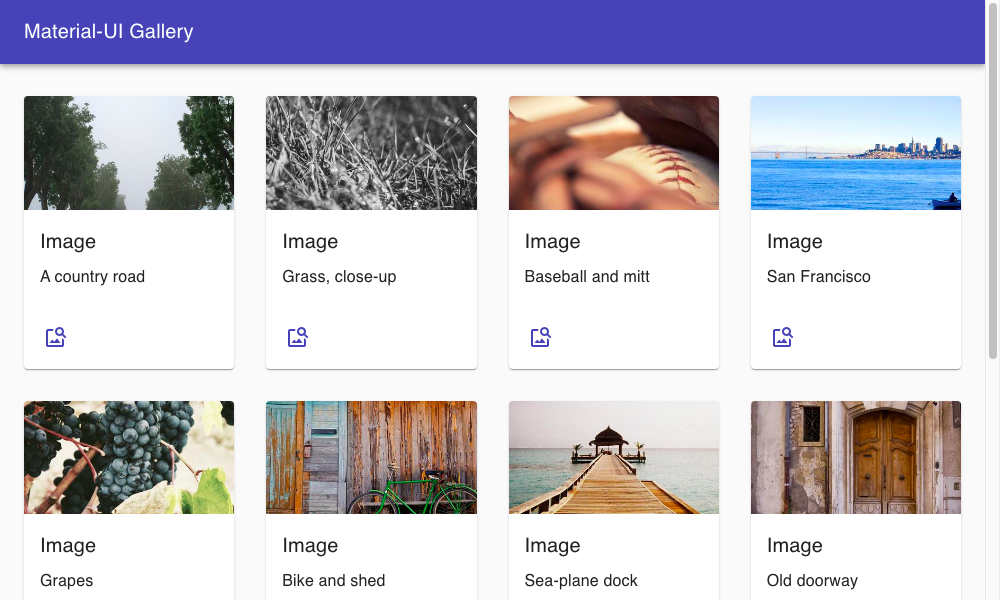 Material-UI Gallery
Image
A country road
Image
Grass, close-up
Image
Baseball and mitt
Image
San Francisco
Image
Grapes
Image
Bike and shed
Image
Sea-plane dock
Image
Old doorway